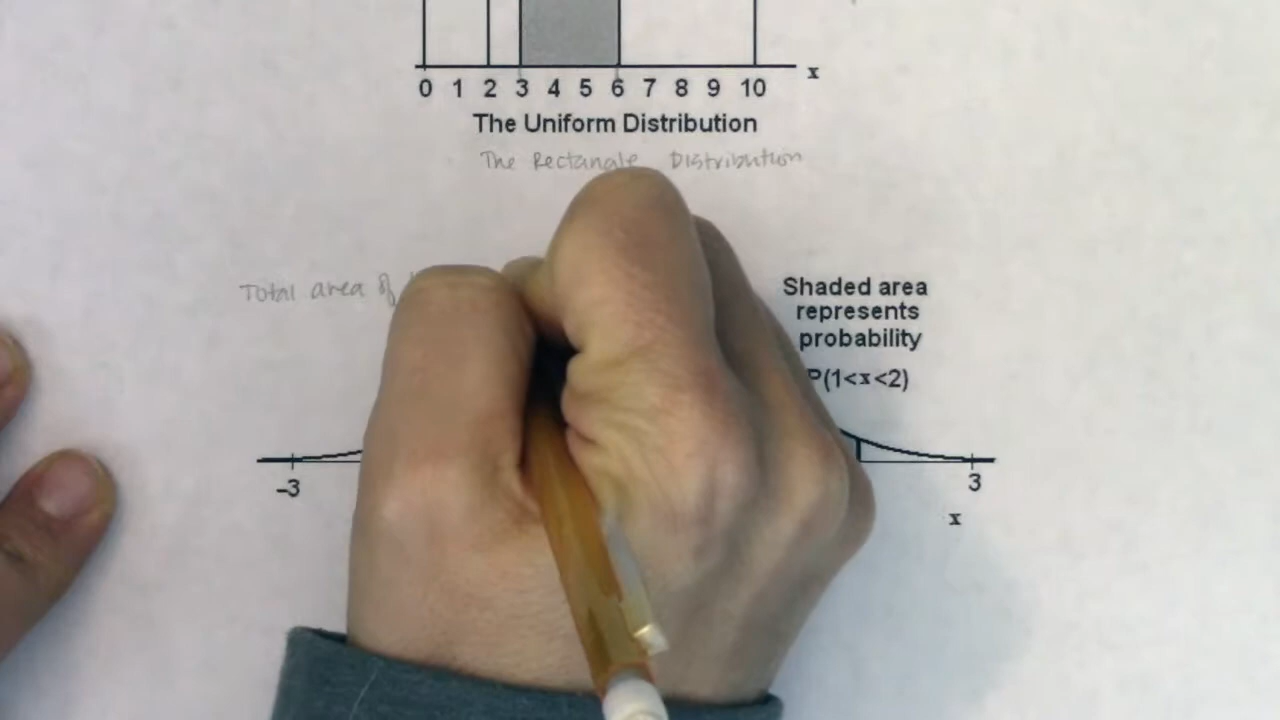 0 1 2 3 4 5 6 7 8 9 10 x
The Uniform Distribution
The Rectangle Distribution
Total area of
Shaded area
represents
probability
P(1<x<2)
-3 3
x